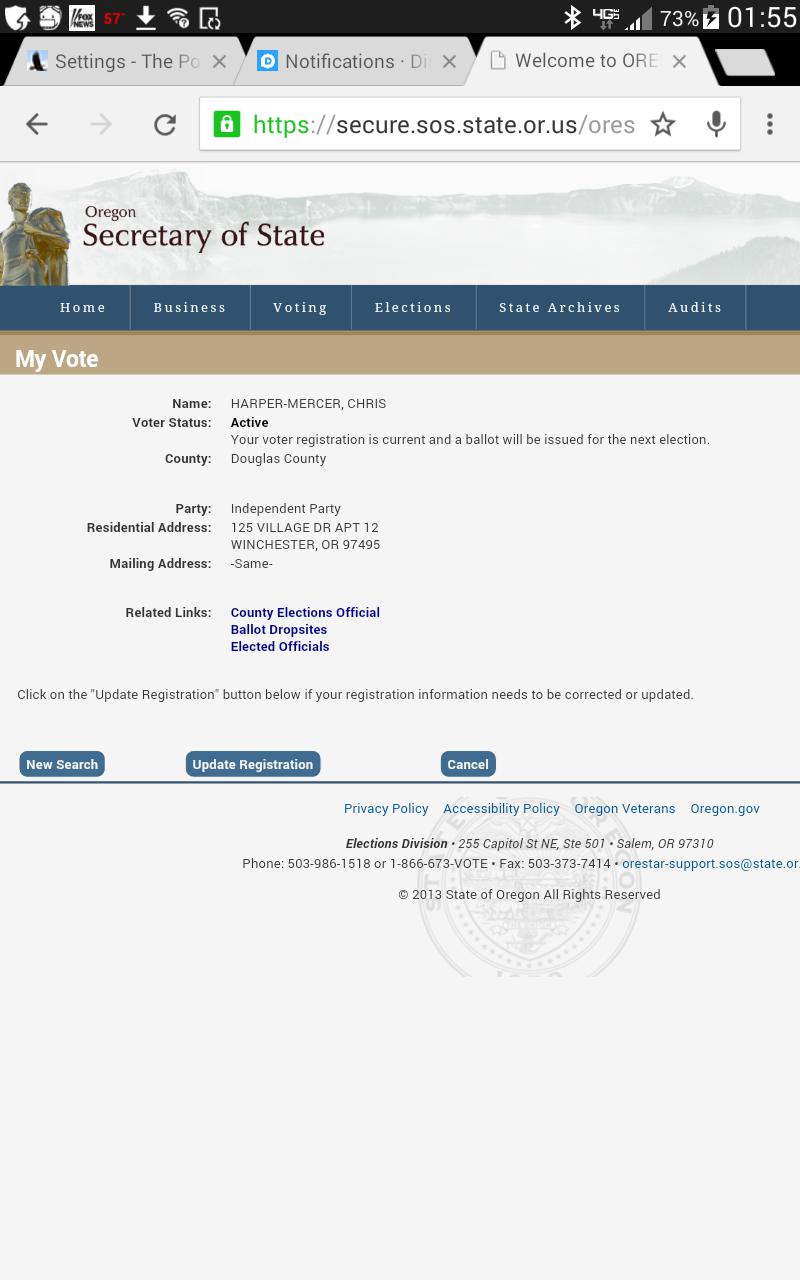 FOX NEWS 57° 4G LTE 73% 01:55
Settings - The Po Notifications · Di Welcome to ORE
https://secure.sos.state.or.us/ores
Oregon
Secretary of State
Home Business Voting Elections State Archives Audits
My Vote
Name: HARPER-MERCER, CHRIS
Voter Status: Active
Your voter registration is current and a ballot will be issued for the next election.
County: Douglas County
Party: Independent Party
Residential Address: 125 VILLAGE DR APT 12
WINCHESTER, OR 97495
Mailing Address: -Same-
Related Links: County Elections Official
Ballot Dropsites
Elected Officials
Click on the "Update Registration" button below if your registration information needs to be corrected or updated.
New Search Update Registration Cancel
Privacy Policy Accessibility Policy Oregon Veterans Oregon.gov
Elections Division • 255 Capitol St NE, Ste 501 • Salem, OR 97310
Phone: 503-986-1518 or 1-866-673-VOTE • Fax: 503-373-7414 • orestar-support.sos@state.or.
© 2013 State of Oregon All Rights Reserved